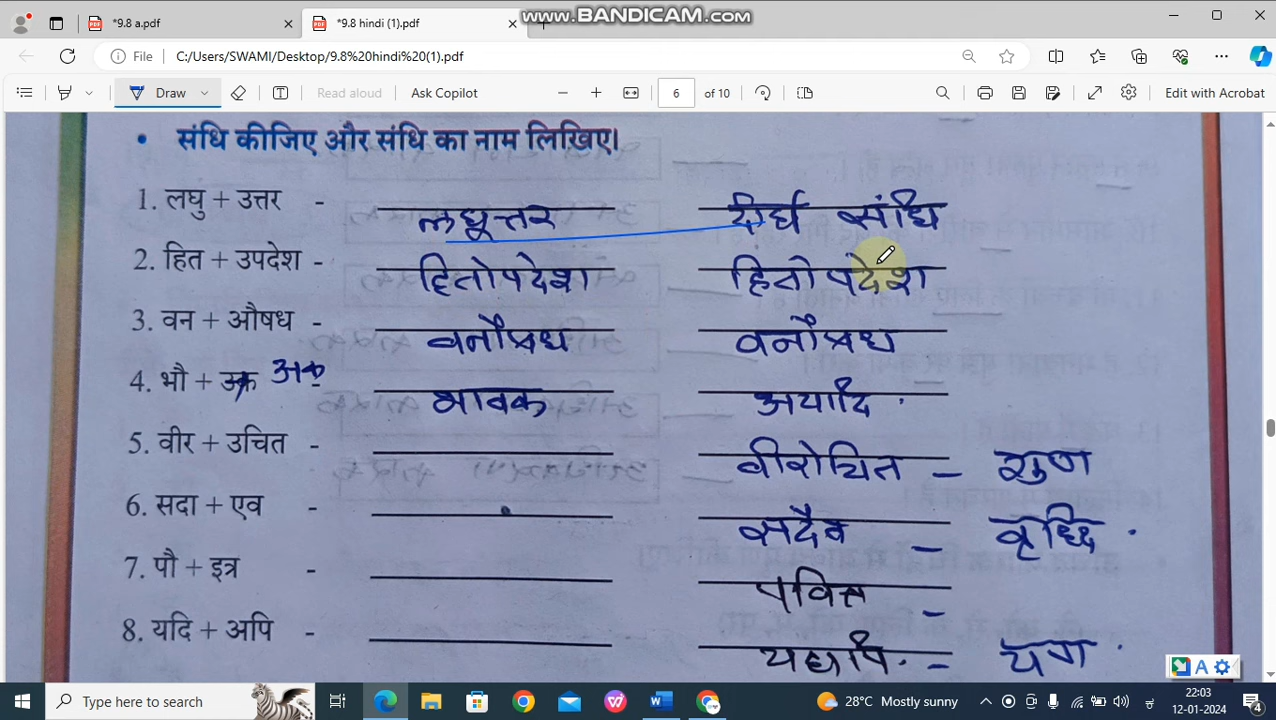 www.BANDICAM.com
*9.8 a.pdf
*9.8 hindi (1).pdf
File C:/Users/SWAMI/Desktop/9.8%20hindi%20(1).pdf
Draw Read aloud Ask Copilot 6 of 10 Edit with Acrobat
• संधि कीजिए और संधि का नाम लिखिए।
1. लघु + उत्तर - लघूत्तर दीर्घ संधि
2. हित + उपदेश - हितोपदेश हितोपदेश
3. वन + औषध - वनौषध वनौषध
4. भौ + उक अक - भावक अयादि .
5. वीर + उचित - वीरोचित - गुण
6. सदा + एव - सदैव - वृध्दि .
7. पौ + इत्र - पवित्र -
8. यदि + अपि - यद्यपि . - यण .
Type here to search
28°C Mostly sunny
22:03
12-01-2024
4